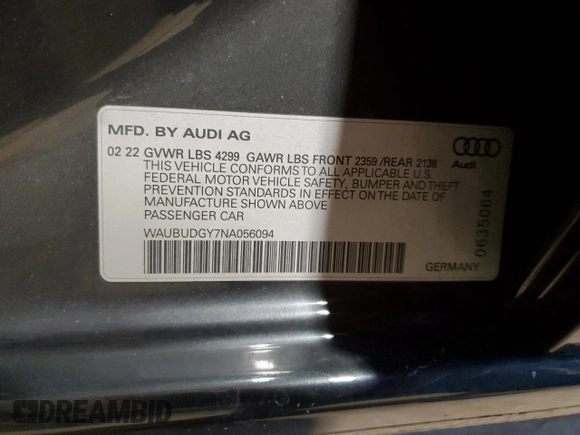 MFD. BY AUDI AG
02 22 GVWR LBS 4299 GAWR LBS FRONT 2359 /REAR 2138
THIS VEHICLE CONFORMS TO ALL APPLICABLE U.S.
FEDERAL MOTOR VEHICLE SAFETY, BUMPER AND THEFT
PREVENTION STANDARDS IN EFFECT ON THE DATE OF
MANUFACTURE SHOWN ABOVE
PASSENGER CAR
WAUBUDGY7NA056094
Audi
0635064
GERMANY
DREAMBID